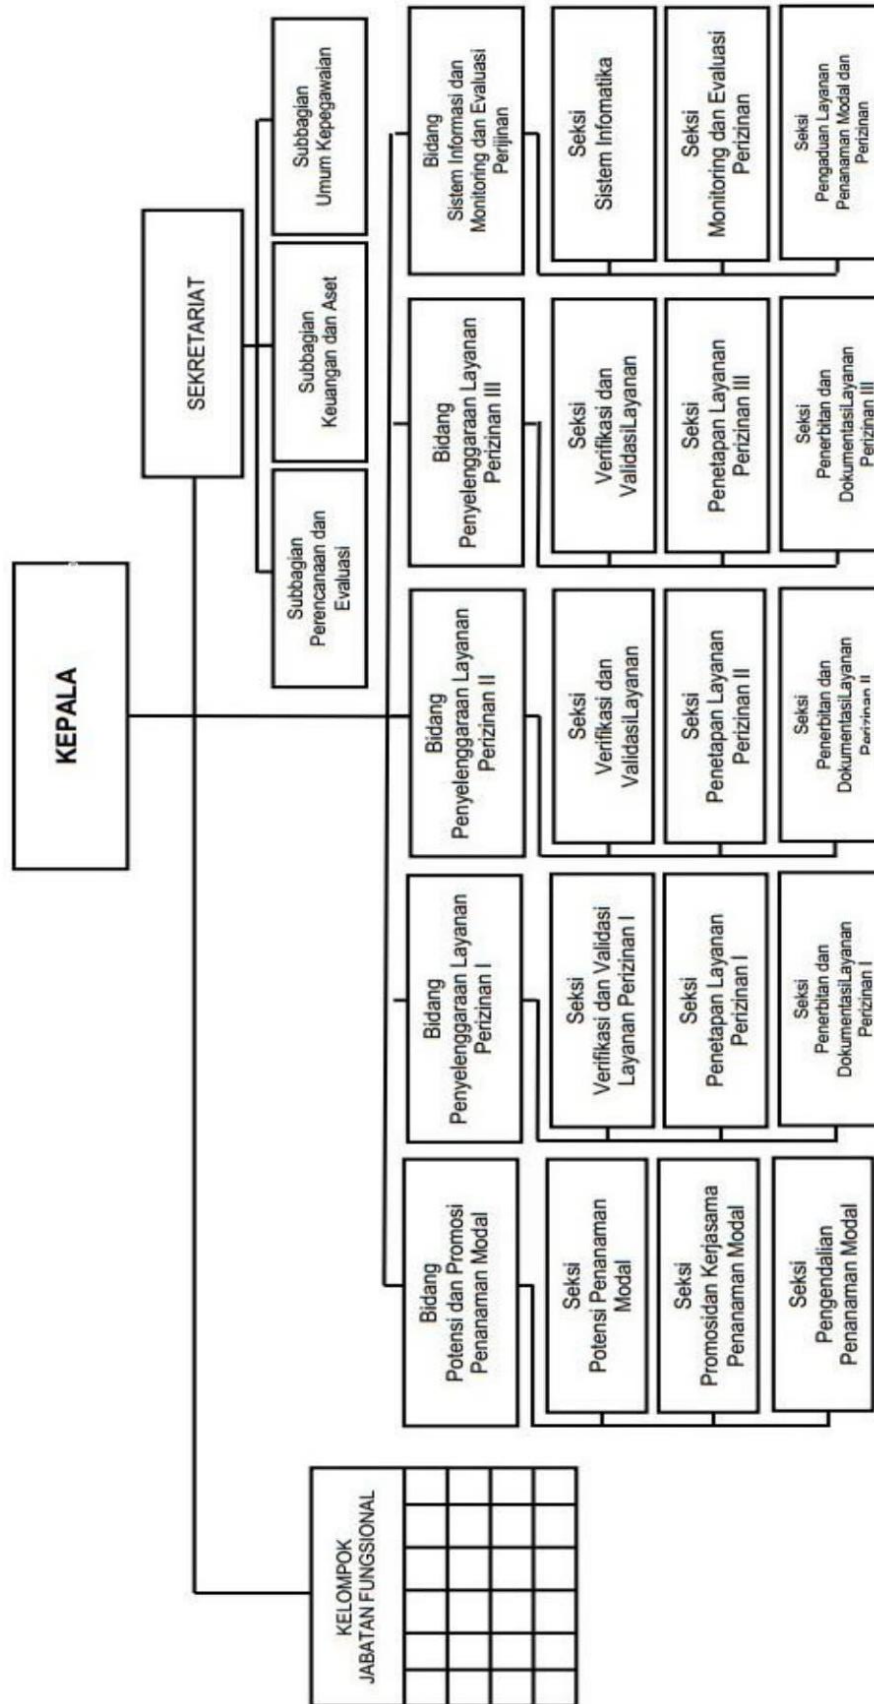 KEPALA
SEKRETARIAT
Subbagian
Perencanaan dan
Evaluasi
Subbagian
Keuangan dan Aset
Subbagian
Umum Kepegawaian
KELOMPOK
JABATAN FUNGSIONAL
Bidang
Potensi dan Promosi
Penanaman Modal
Seksi
Potensi Penanaman
Modal
Seksi
Promosidan Kerjasama
Penanaman Modal
Seksi
Pengendalian
Penanaman Modal
Bidang
Penyelenggaraan Layanan
Perizinan I
Seksi
Verifikasi dan Validasi
Layanan Perizinan I
Seksi
Penetapan Layanan
Perizinan I
Seksi
Penerbitan dan
DokumentasiLayanan
Perizinan I
Bidang
Penyelenggaraan Layanan
Perizinan II
Seksi
Verifikasi dan
ValidasiLayanan
Seksi
Penetapan Layanan
Perizinan II
Seksi
Penerbitan dan
DokumentasiLayanan
Perizinan II
Bidang
Penyelenggaraan Layanan
Perizinan III
Seksi
Verifikasi dan
ValidasiLayanan
Seksi
Penetapan Layanan
Perizinan III
Seksi
Penerbitan dan
DokumentasiLayanan
Perizinan III
Bidang
Sistem Informasi dan
Monitoring dan Evaluasi
Perijinan
Seksi
Sistem Infomatika
Seksi
Monitoring dan Evaluasi
Perizinan
Seksi
Pengaduan Layanan
Penanaman Modal dan
Perizinan